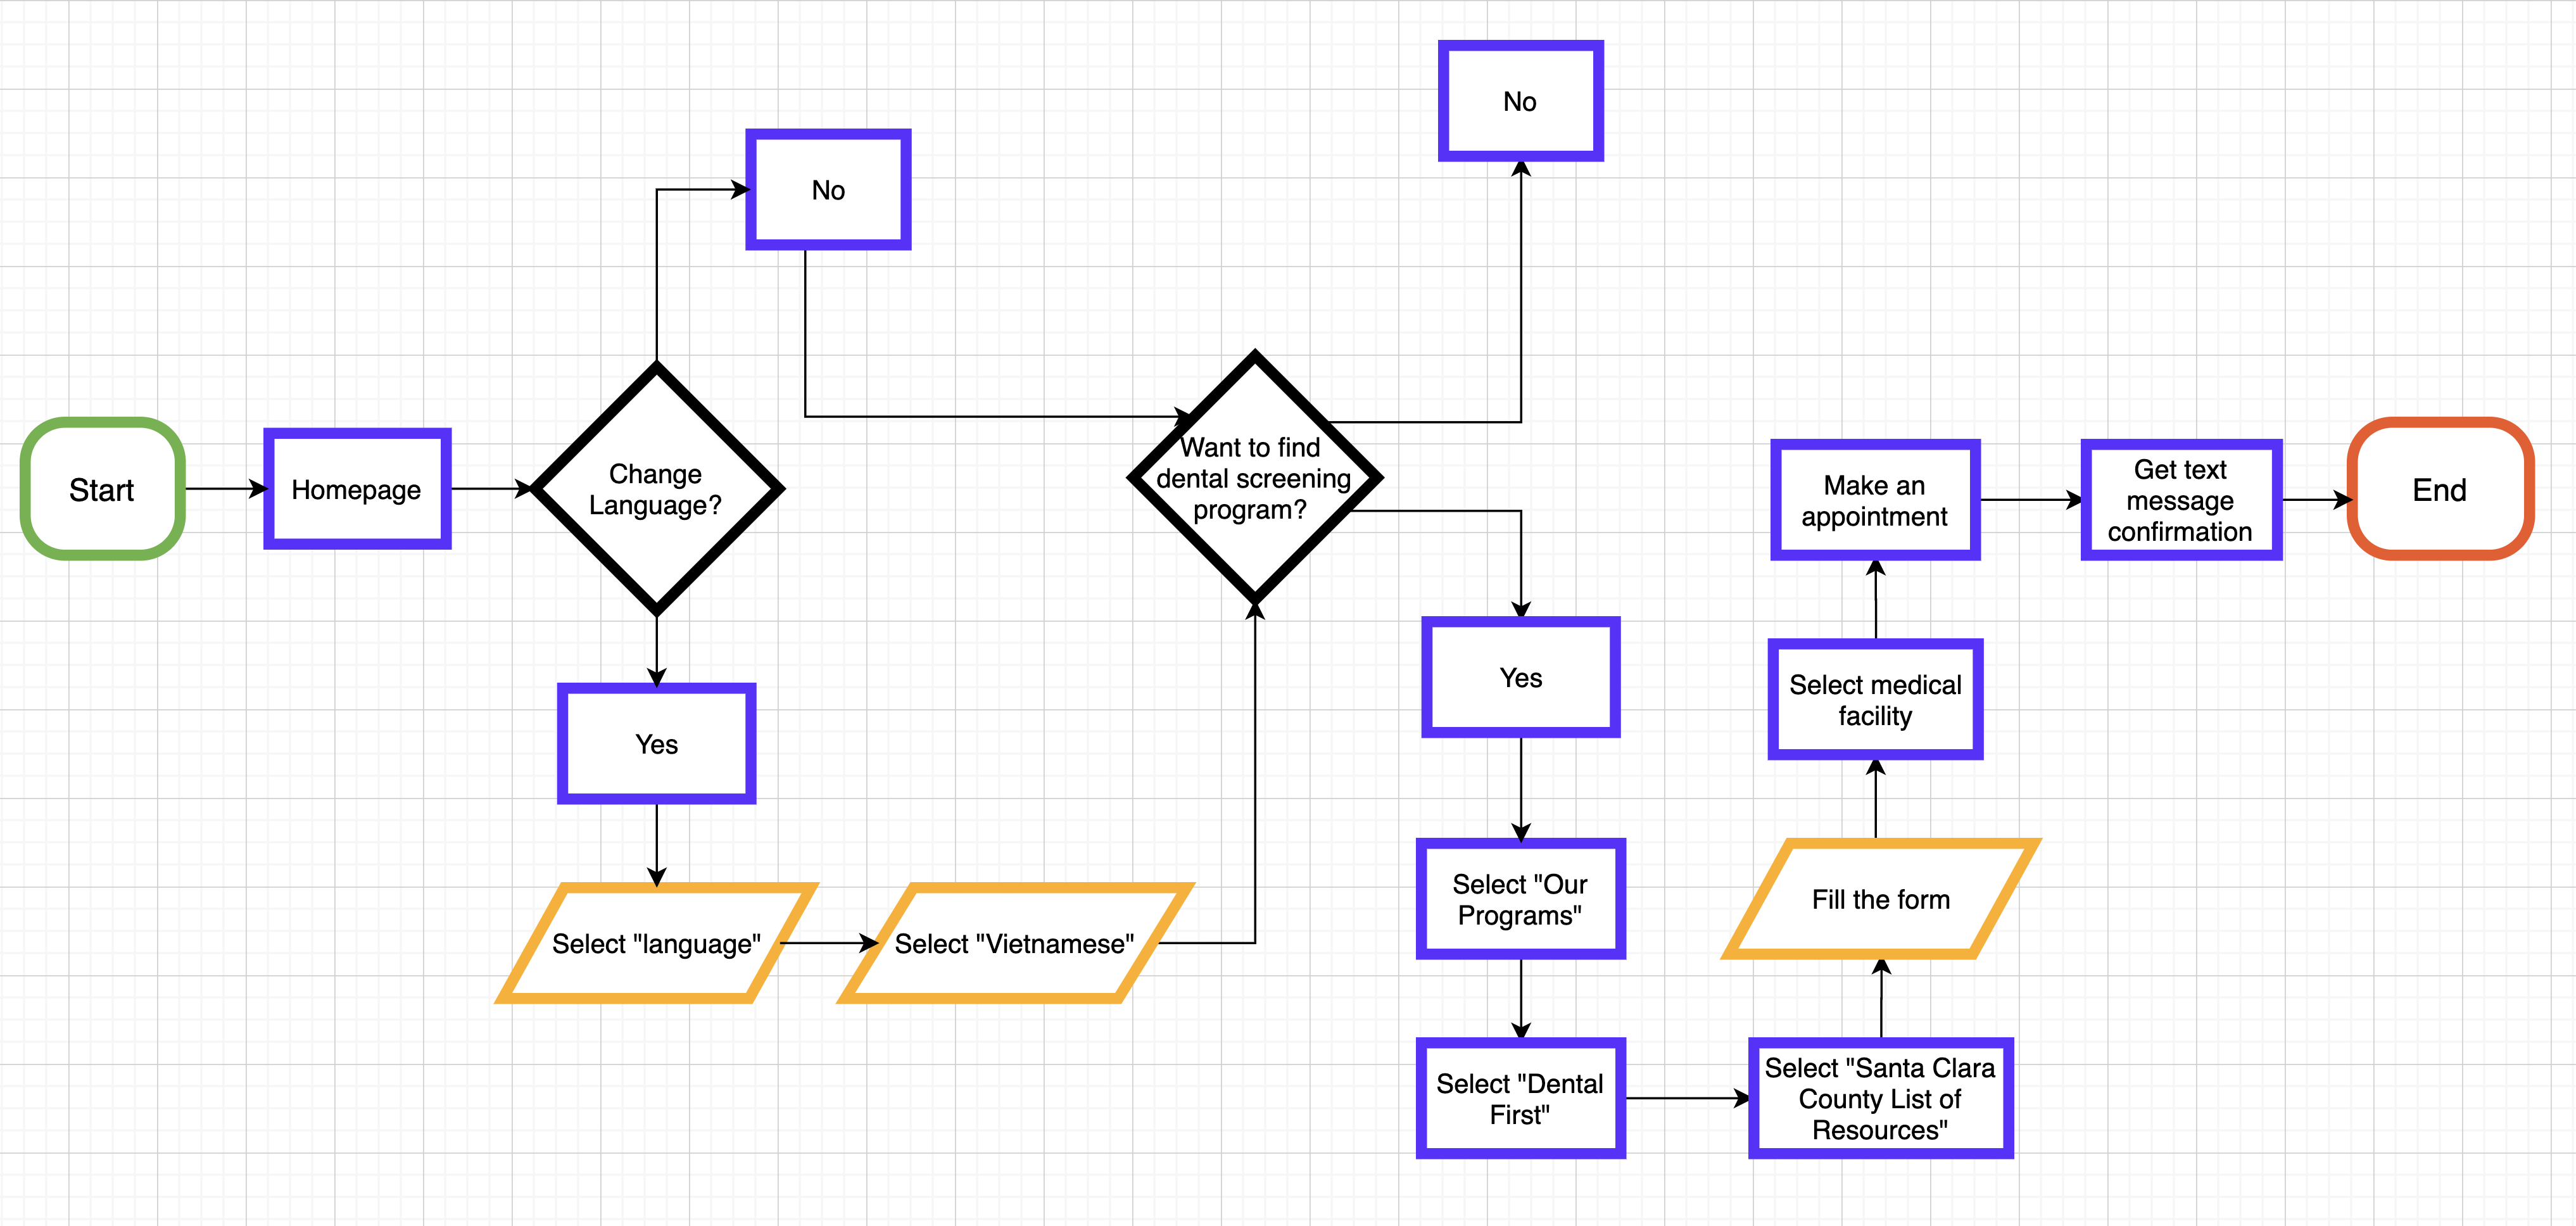 Start
Homepage
Change
Language?
No
Yes
Select "language"
Select "Vietnamese"
Want to find
dental screening
program?
No
Yes
Select "Our
Programs"
Select "Dental
First"
Select "Santa Clara
County List of
Resources"
Fill the form
Select medical
facility
Make an
appointment
Get text
message
confirmation
End